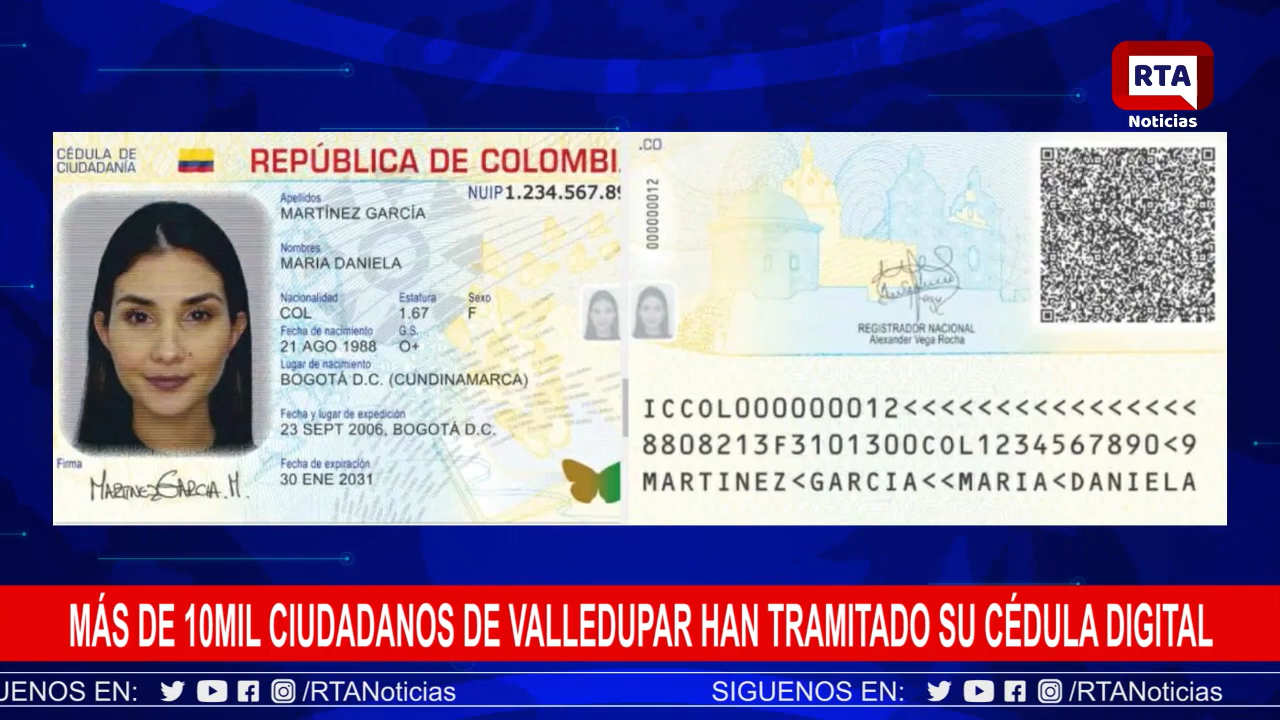 RTA
Noticias
CÉDULA DE
CIUDADANÍA
REPÚBLICA DE COLOMBI
NUIP 1.234.567.89
Apellidos
MARTÍNEZ GARCÍA
Nombres
MARIA DANIELA
Nacionalidad Estatura Sexo
COL 1.67 F
Fecha de nacimiento G.S.
21 AGO 1988 O+
Lugar de nacimiento
BOGOTÁ D.C. (CUNDINAMARCA)
Fecha y lugar de expedición
23 SEPT 2006, BOGOTÁ D.C.
Fecha de expiración
30 ENE 2031
Firma
MARTINEZ GARCIA.M.
.CO
000000012
REGISTRADOR NACIONAL
Alexander Vega Rocha
ICCOL000000012<<<<<<<<<<<<<<<<
8808213F3101300COL1234567890<9
MARTINEZ<GARCIA<<MARIA<DANIELA
MÁS DE 10MIL CIUDADANOS DE VALLEDUPAR HAN TRAMITADO SU CÉDULA DIGITAL
UENOS EN: /RTANoticias SIGUENOS EN: /RTANoticias